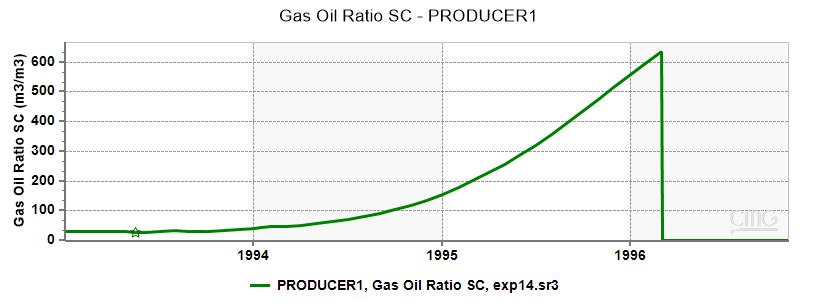 Gas Oil Ratio SC - PRODUCER1
Gas Oil Ratio SC (m3/m3)
600
500
400
300
200
100
0
1994 1995 1996
CMG
PRODUCER1, Gas Oil Ratio SC, exp14.sr3